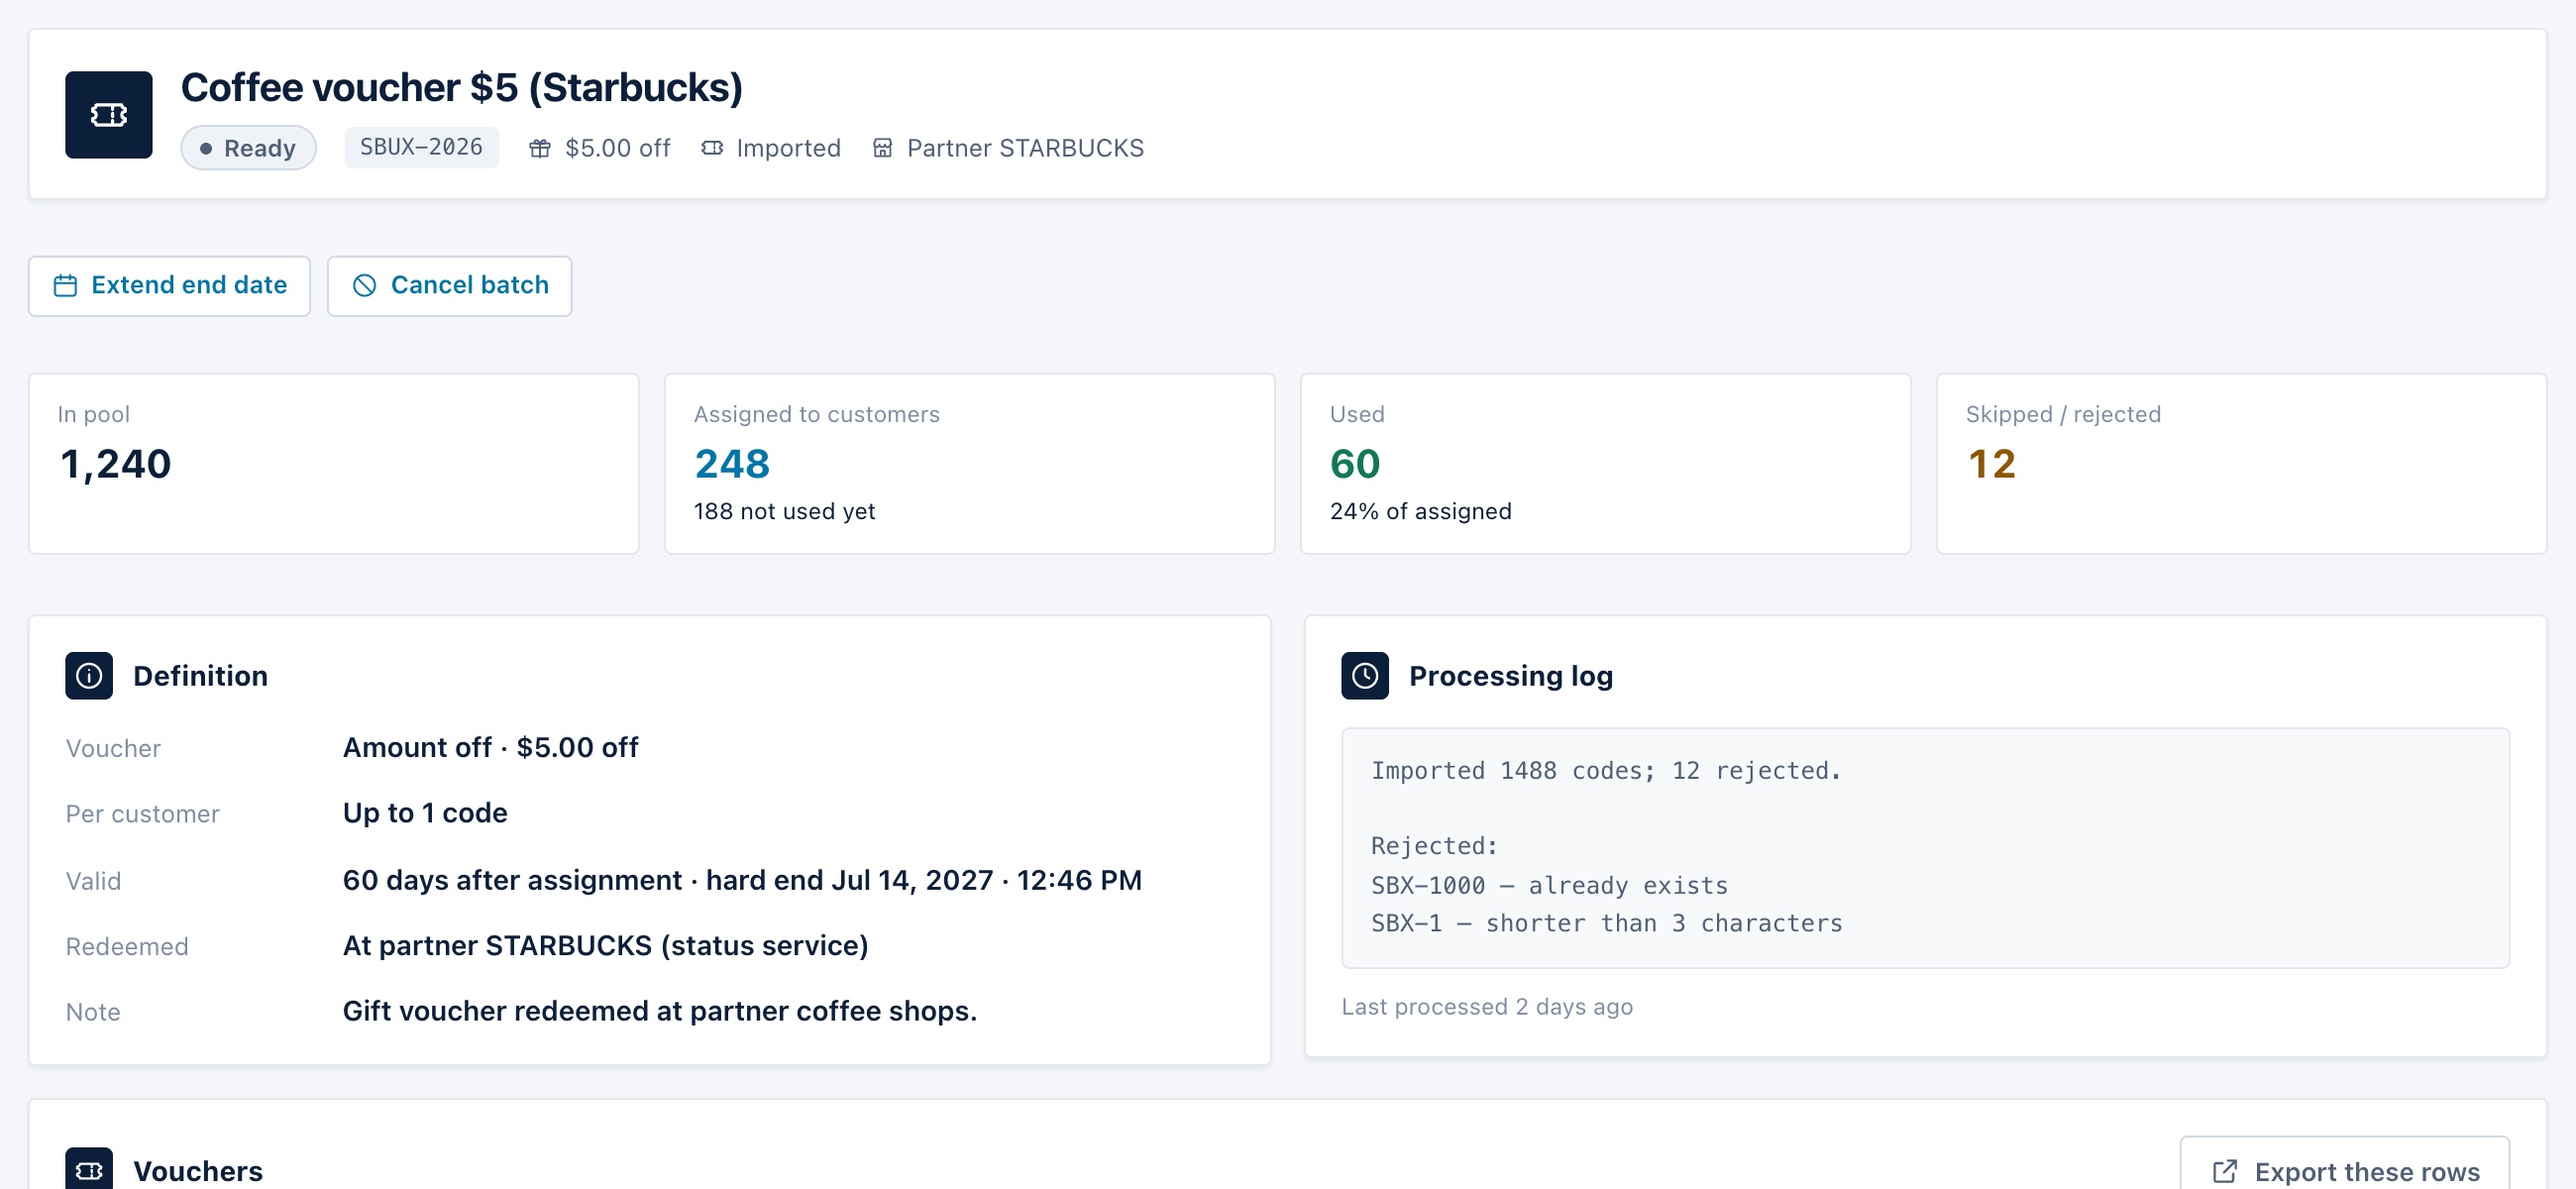 Coffee voucher $5 (Starbucks)
Ready SBUX-2026 $5.00 off Imported Partner STARBUCKS
Extend end date Cancel batch
In pool
1,240
Assigned to customers
248
188 not used yet
Used
60
24% of assigned
Skipped / rejected
12
Definition
Voucher Amount off · $5.00 off
Per customer Up to 1 code
Valid 60 days after assignment · hard end Jul 14, 2027 · 12:46 PM
Redeemed At partner STARBUCKS (status service)
Note Gift voucher redeemed at partner coffee shops.
Processing log
Imported 1488 codes; 12 rejected.
Rejected:
SBX-1000 — already exists
SBX-1 — shorter than 3 characters
Last processed 2 days ago
Vouchers
Export these rows